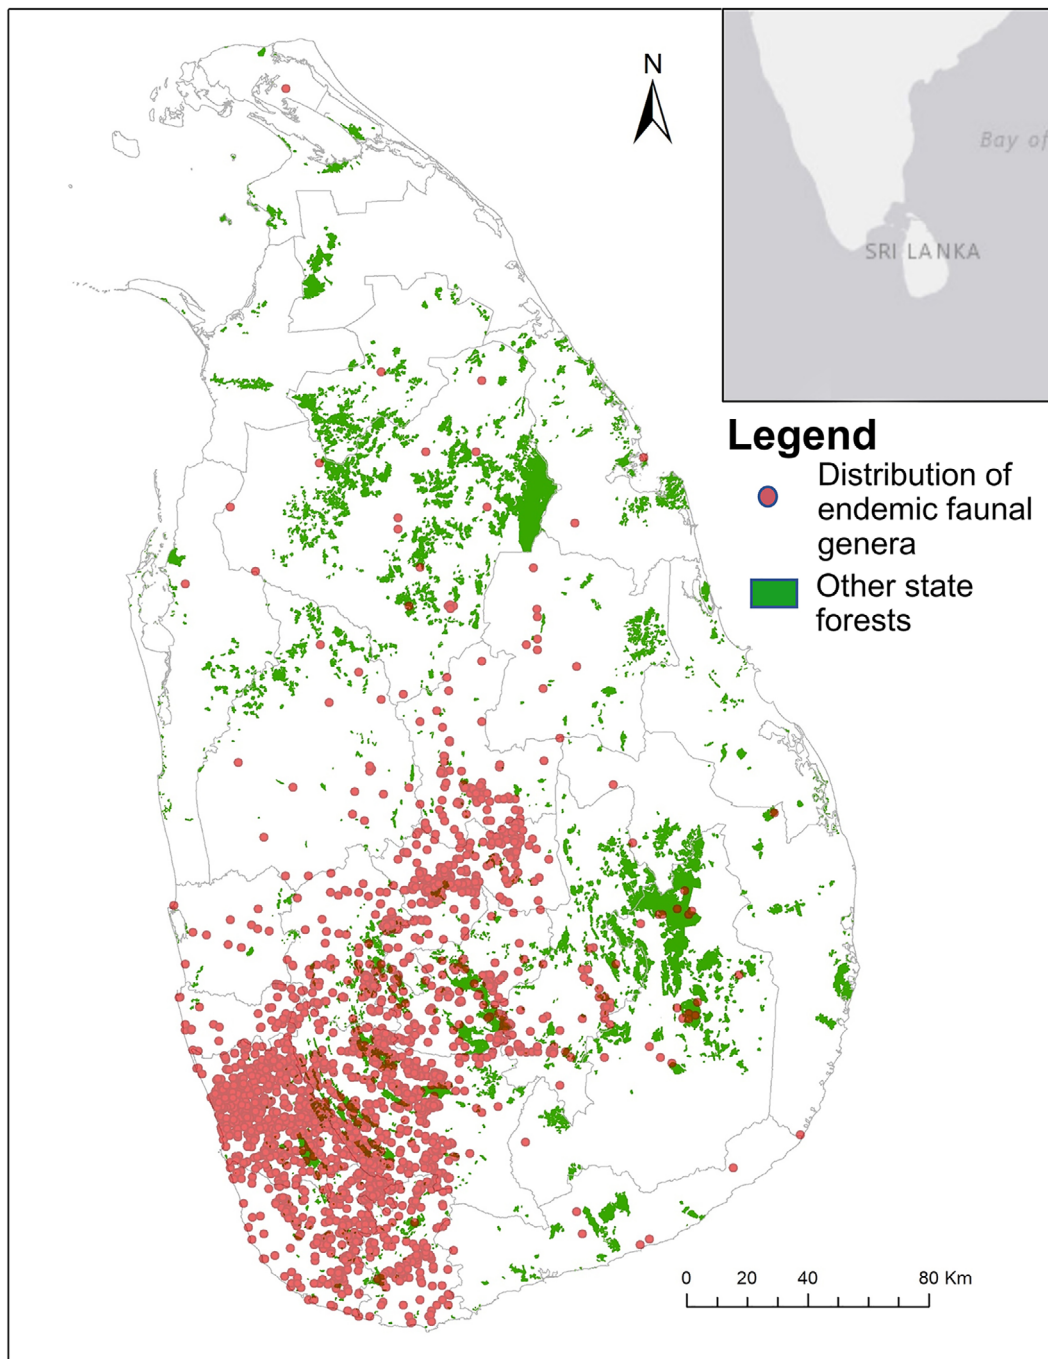 N
Bay of
SRI LANKA
Legend
Distribution of
endemic faunal
genera
Other state
forests
0 20 40 80 Km